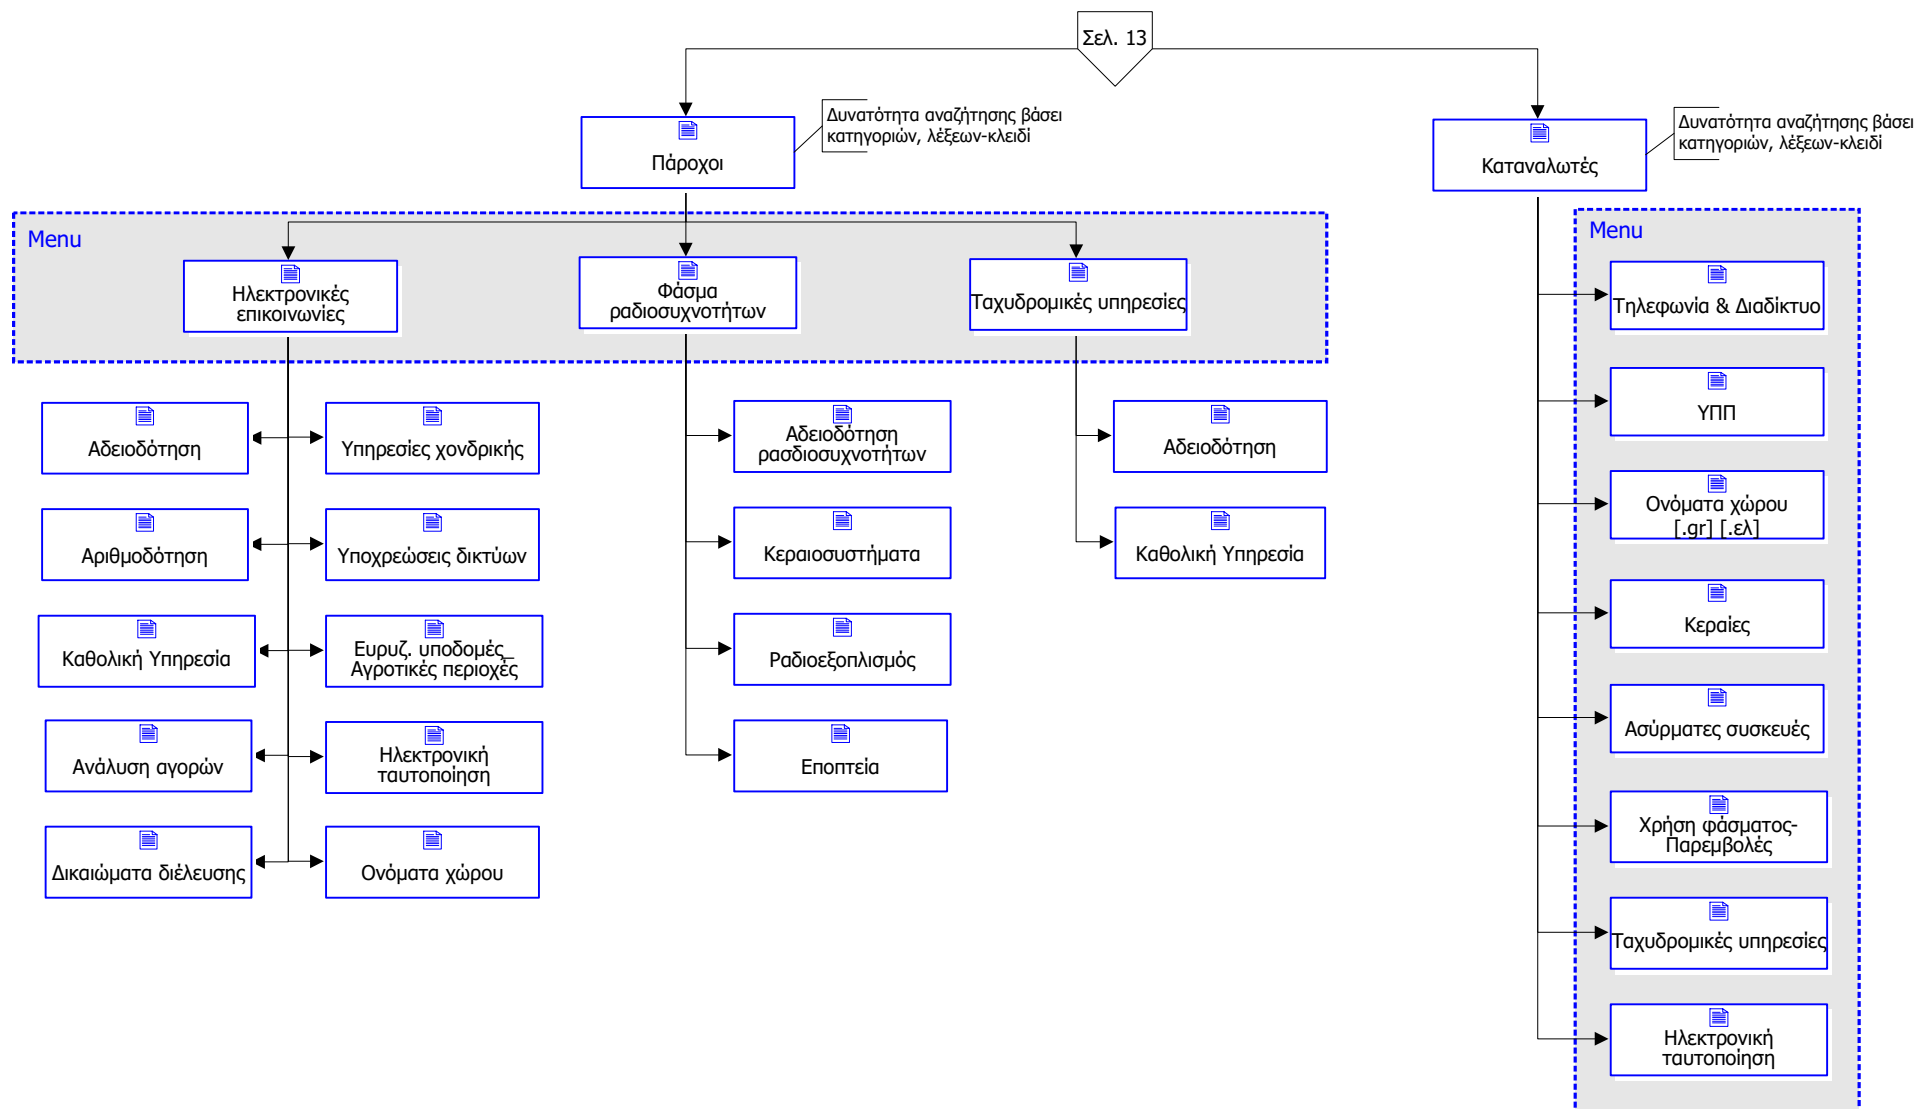 Σελ. 13
Δυνατότητα αναζήτησης βάσει
κατηγοριών, λέξεων-κλειδί
Πάροχοι
Δυνατότητα αναζήτησης βάσει
κατηγοριών, λέξεων-κλειδί
Καταναλωτές
Menu
Ηλεκτρονικές
επικοινωνίες
Φάσμα
ραδιοσυχνοτήτων
Ταχυδρομικές υπηρεσίες
Αδειοδότηση
Υπηρεσίες χονδρικής
Αριθμοδότηση
Υποχρεώσεις δικτύων
Καθολική Υπηρεσία
Ευρυζ. υποδομές_
Αγροτικές περιοχές
Ανάλυση αγορών
Ηλεκτρονική
ταυτοποίηση
Δικαιώματα διέλευσης
Ονόματα χώρου
Αδειοδότηση
ρασδιοσυχνοτήτων
Κεραιοσυστήματα
Ραδιοεξοπλισμός
Εποπτεία
Αδειοδότηση
Καθολική Υπηρεσία
Menu
Τηλεφωνία & Διαδίκτυο
ΥΠΠ
Ονόματα χώρου
[.gr] [.ελ]
Κεραίες
Ασύρματες συσκευές
Χρήση φάσματος-
Παρεμβολές
Ταχυδρομικές υπηρεσίες
Ηλεκτρονική
ταυτοποίηση